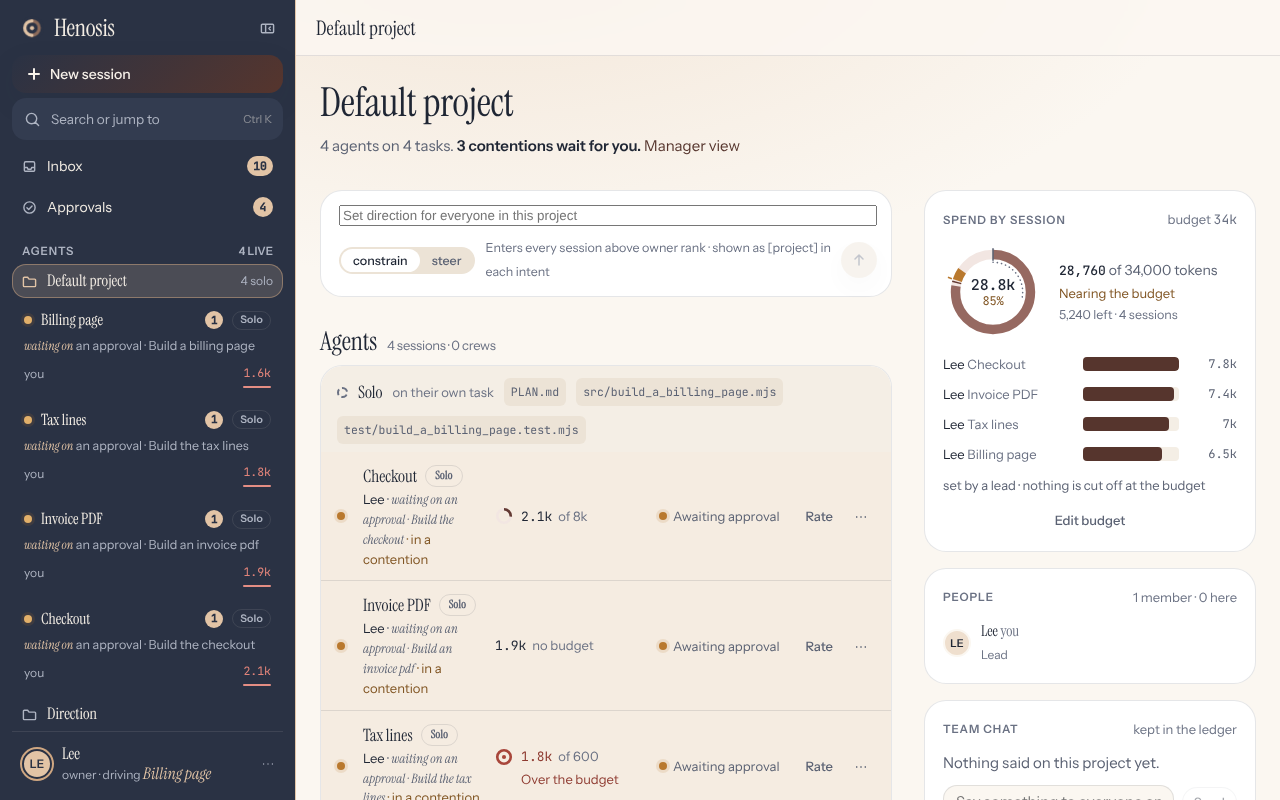 Henosis
New session
Search or jump to Ctrl K
Inbox 10
Approvals 4
AGENTS 4 LIVE
Default project 4 solo
Billing page 1 Solo
waiting on an approval · Build a billing page
you 1.6k
Tax lines 1 Solo
waiting on an approval · Build the tax lines
you 1.8k
Invoice PDF 1 Solo
waiting on an approval · Build an invoice pdf
you 1.9k
Checkout 1 Solo
waiting on an approval · Build the checkout
you 2.1k
Direction
LE Lee
owner · driving Billing page
Default project
Default project
4 agents on 4 tasks. 3 contentions wait for you. Manager view
Set direction for everyone in this project
constrain steer
Enters every session above owner rank · shown as [project] in
each intent
Agents 4 sessions · 0 crews
Solo on their own task PLAN.md src/build_a_billing_page.mjs
test/build_a_billing_page.test.mjs
Checkout Solo
Lee · waiting on an
approval · Build the
checkout · in a
contention
2.1k of 8k
Awaiting approval Rate ...
Invoice PDF Solo
Lee · waiting on an
approval · Build an
invoice pdf · in a
contention
1.9k no budget
Awaiting approval Rate ...
Tax lines Solo
Lee · waiting on an
approval · Build the tax
lines · in a contention
1.8k of 600
Over the budget
Awaiting approval Rate ...
SPEND BY SESSION budget 34k
28.8k
85%
28,760 of 34,000 tokens
Nearing the budget
5,240 left · 4 sessions
Lee Checkout 7.8k
Lee Invoice PDF 7.4k
Lee Tax lines 7k
Lee Billing page 6.5k
set by a lead · nothing is cut off at the budget
Edit budget
PEOPLE 1 member · 0 here
LE Lee you
Lead
TEAM CHAT kept in the ledger
Nothing said on this project yet.
Say something to everyone on